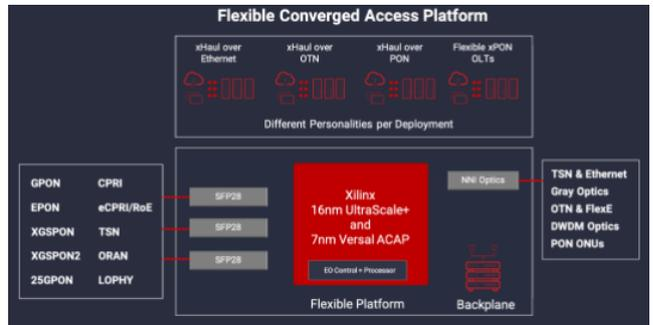 Flexible Converged Access Platform
xHaul over
Ethernet
xHaul over
OTN
xHaul over
PON
Flexible xPON
OLTs
Different Personalities per Deployment
GPON
CPRI
EPON
eCPRI/RoE
XGSPON
TSN
XGSPON2
ORAN
25GPON
LOPHY
SFP28
SFP28
SFP28
Xilinx
16nm UltraScale+
and
7nm Versal ACAP
EO Control + Processor
Flexible Platform
NNI Optics
Backplane
TSN & Ethernet
Gray Optics
OTN & FlexE
DWDM Optics
PON ONUs